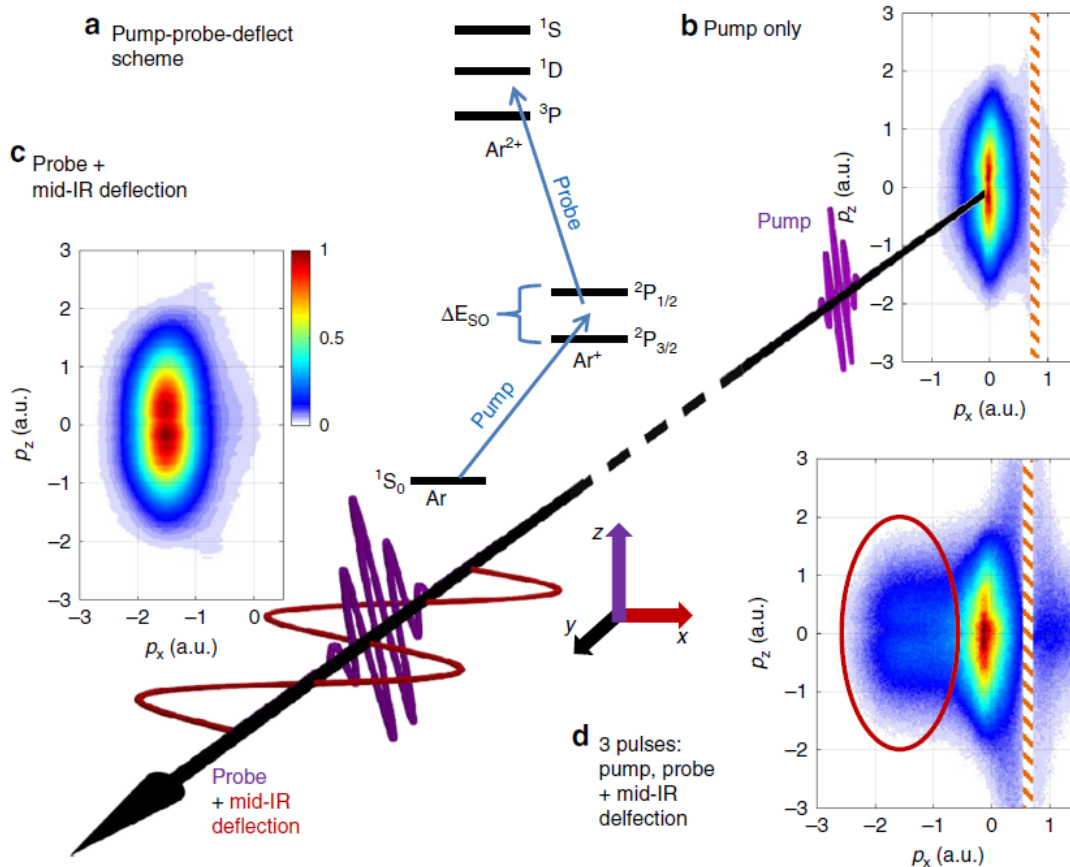 a
Pump-probe-deflect
scheme
¹S
¹D
³P
Ar²⁺
Probe
ΔE_SO
²P₁/₂
²P₃/₂
Ar⁺
Pump
¹S₀
Ar
b Pump only
3
2
1
0
−1
−2
−3
p_z (a.u.)
−1
0
1
p_x (a.u.)
Pump
c
Probe +
mid-IR deflection
3
2
1
0
−1
−2
−3
p_z (a.u.)
−3
−2
−1
0
p_x (a.u.)
1
0.5
0
z
y
x
Probe
+ mid-IR
deflection
d 3 pulses:
pump, probe
+ mid-IR
delfection
3
2
1
0
−1
−2
−3
p_z (a.u.)
−3
−2
−1
0
1
p_x (a.u.)